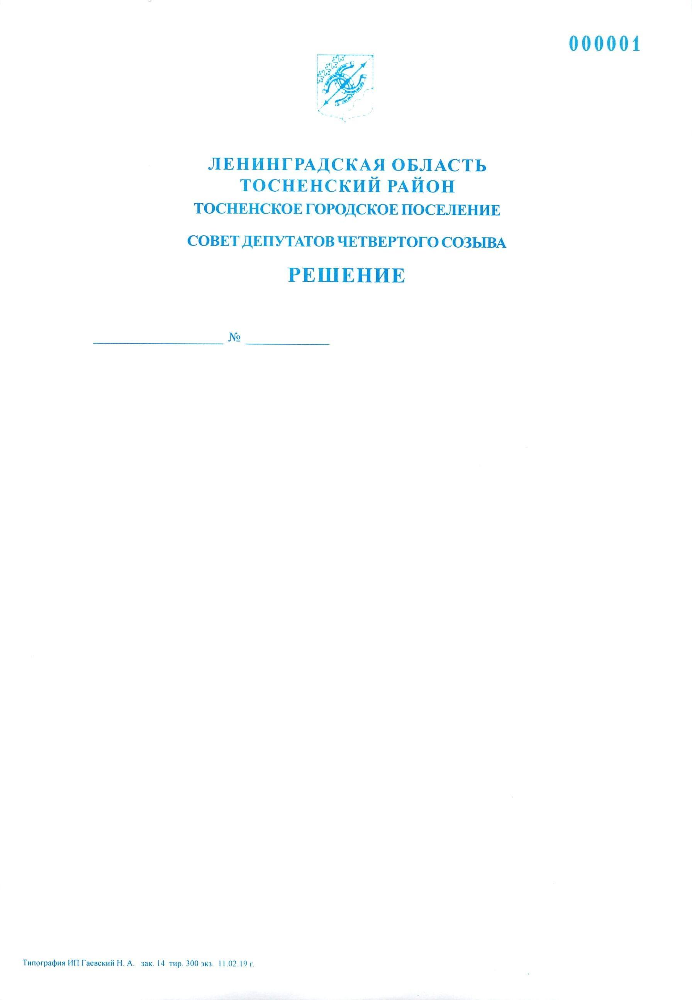 000001
ЛЕНИНГРАДСКАЯ ОБЛАСТЬ
ТОСНЕНСКИЙ РАЙОН
ТОСНЕНСКОЕ ГОРОДСКОЕ ПОСЕЛЕНИЕ
СОВЕТ ДЕПУТАТОВ ЧЕТВЕРТОГО СОЗЫВА
РЕШЕНИЕ
____________________ № _____________
Типография ИП Гаевский Н. А. зак. 14 тир. 300 экз. 11.02.19 г.